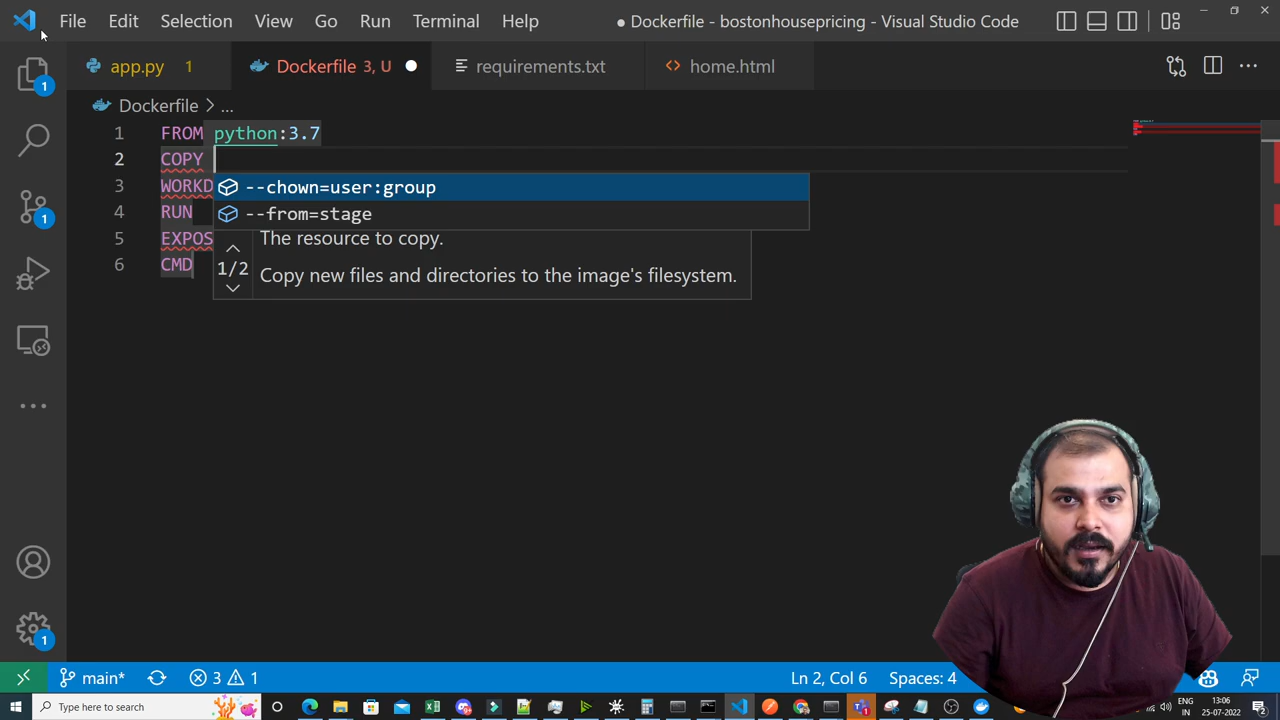 File Edit Selection View Go Run Terminal Help ● Dockerfile - bostonhousepricing - Visual Studio Code
app.py 1 Dockerfile 3, U ● requirements.txt home.html
Dockerfile > ...
1 FROM python:3.7
2 COPY
--chown=user:group
3 WORKD
--from=stage
4 RUN
The resource to copy.
5 EXPOS
1/2
6 CMD
Copy new files and directories to the image's filesystem.
1
1
1
main* 3 1 Ln 2, Col 6 Spaces: 4
Type here to search
ENG
IN
13:06
25-07-2022
2